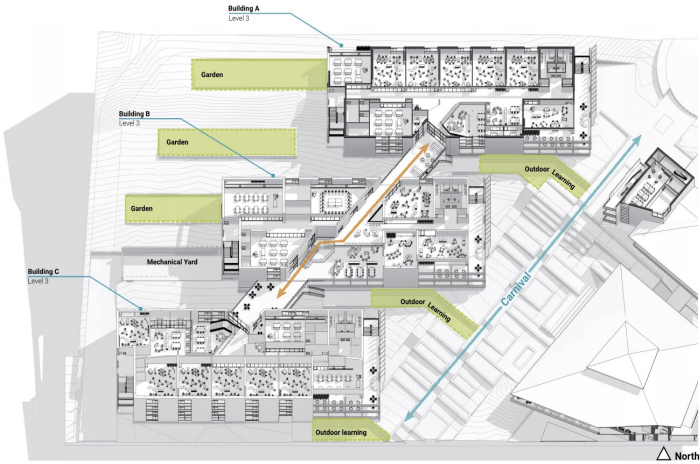 Building A
Level 3
Garden
Building B
Level 3
Garden
Outdoor Learning
Garden
Mechanical Yard
Building C
Level 3
Carnival
Outdoor Learning
Outdoor learning
North